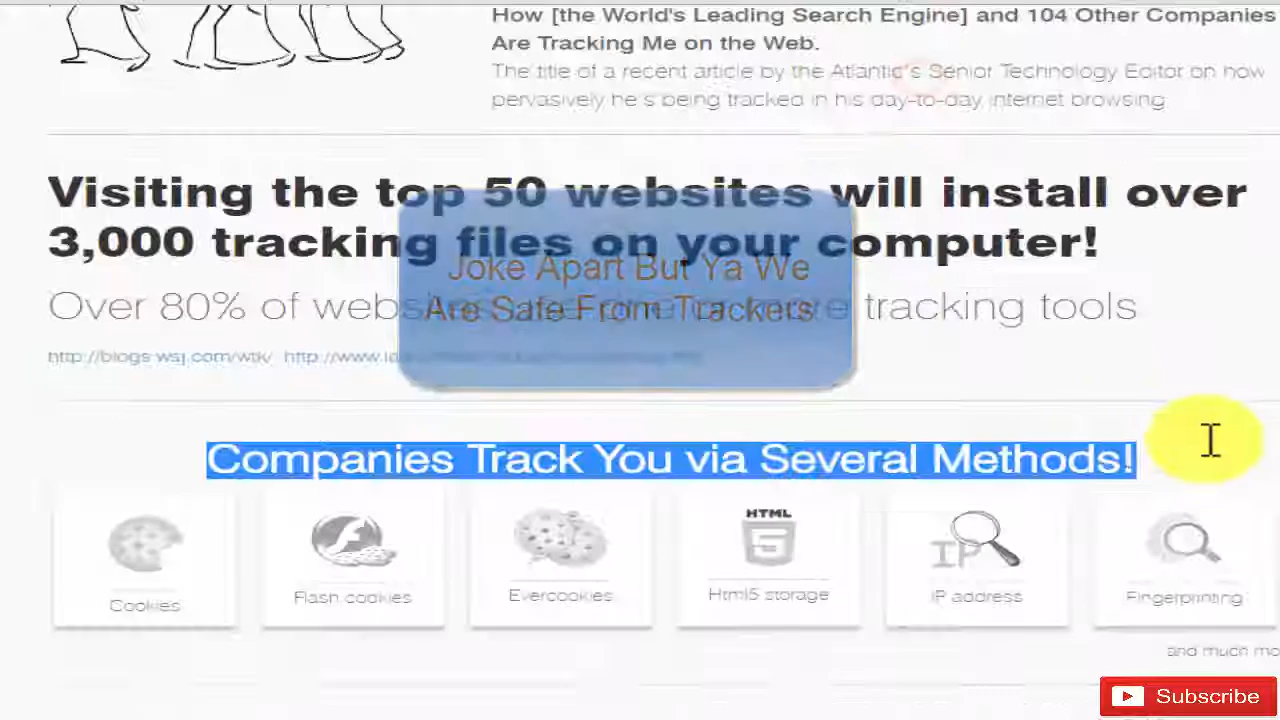 How [the World's Leading Search Engine] and 104 Other Companies
Are Tracking Me on the Web.
The title of a recent article by the Atlantic's Senior Technology Editor on how
pervasively he s being tracked in his day-to-day internet browsing
Visiting the top 50 websites will install over
3,000 tracking files on your computer!
Joke Apart But Ya We
Are Safe From Trackers
Over 80% of websites tracking tools
http://blogs.wsj.com/wtk/ http://www.
Companies Track You via Several Methods!
Cookies
Flash cookies
Evercookies
HTML
5
Html5 storage
IP
IP address
Fingerprinting
and much mo
Subscribe